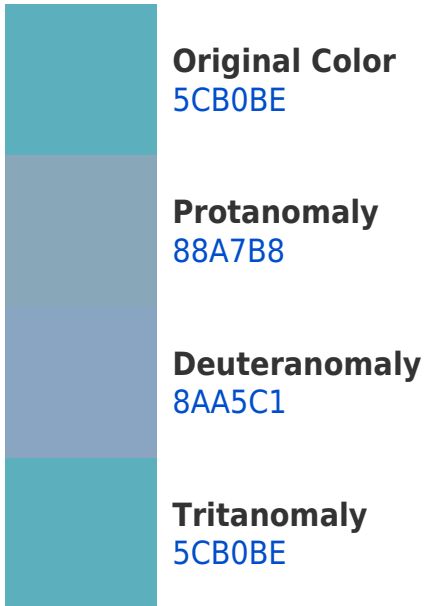 Original Color
5CB0BE
Protanomaly
88A7B8
Deuteranomaly
8AA5C1
Tritanomaly
5CB0BE